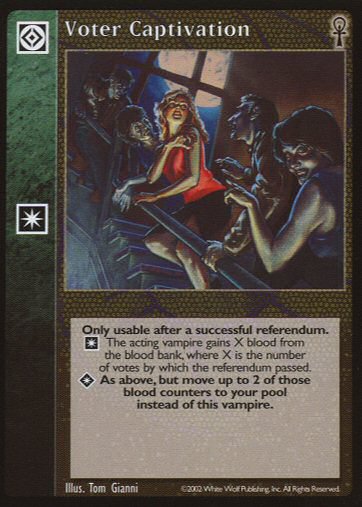 Voter Captivation
Only usable after a successful referendum.
The acting vampire gains X blood from
the blood bank, where X is the number
of votes by which the referendum passed.
As above, but move up to 2 of those
blood counters to your pool
instead of this vampire.
Illus. Tom Gianni
©2002 White Wolf Publishing, Inc. All Rights Reserved.